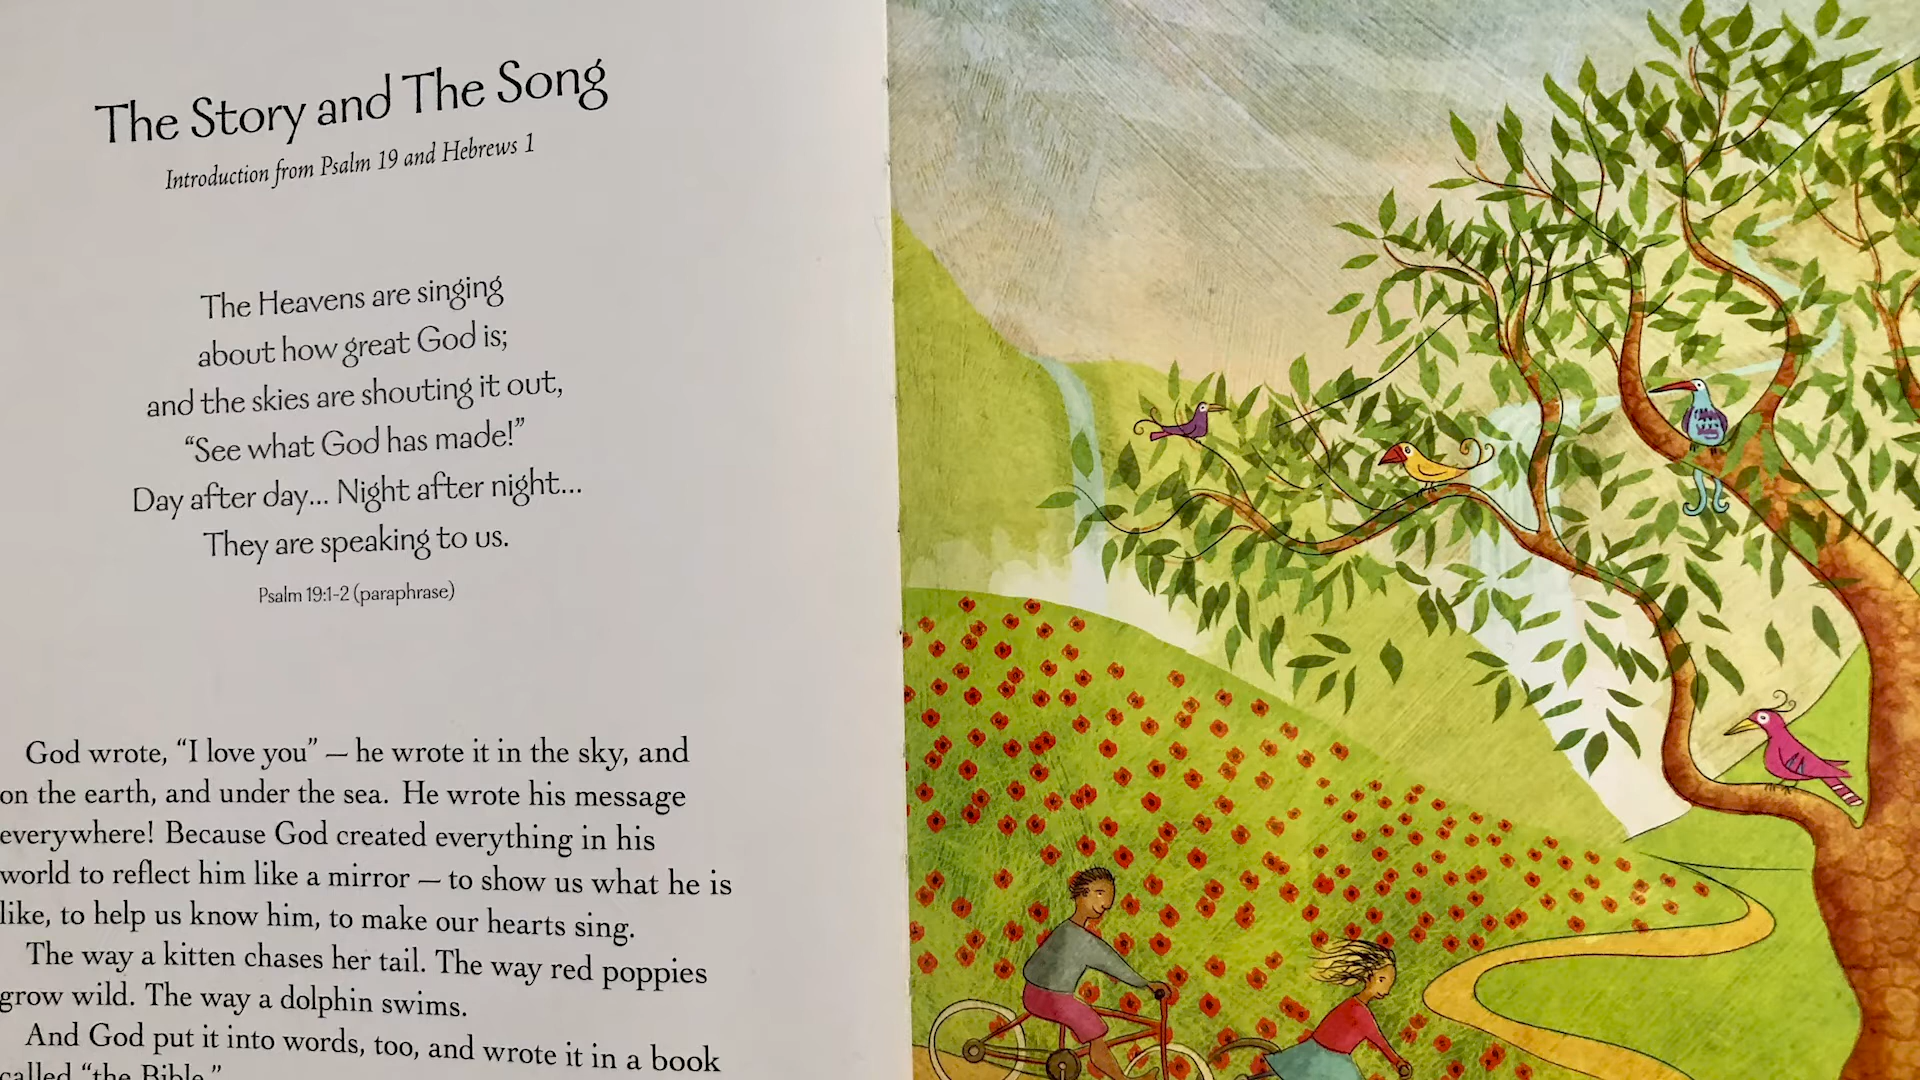 The Story and The Song
Introduction from Psalm 19 and Hebrews 1
The Heavens are singing
about how great God is;
and the skies are shouting it out,
“See what God has made!”
Day after day... Night after night...
They are speaking to us.
Psalm 19:1-2 (paraphrase)
God wrote, “I love you” — he wrote it in the sky, and
on the earth, and under the sea. He wrote his message
everywhere! Because God created everything in his
world to reflect him like a mirror — to show us what he is
like, to help us know him, to make our hearts sing.
The way a kitten chases her tail. The way red poppies
grow wild. The way a dolphin swims.
And God put it into words, too, and wrote it in a book
called “the Bible.”